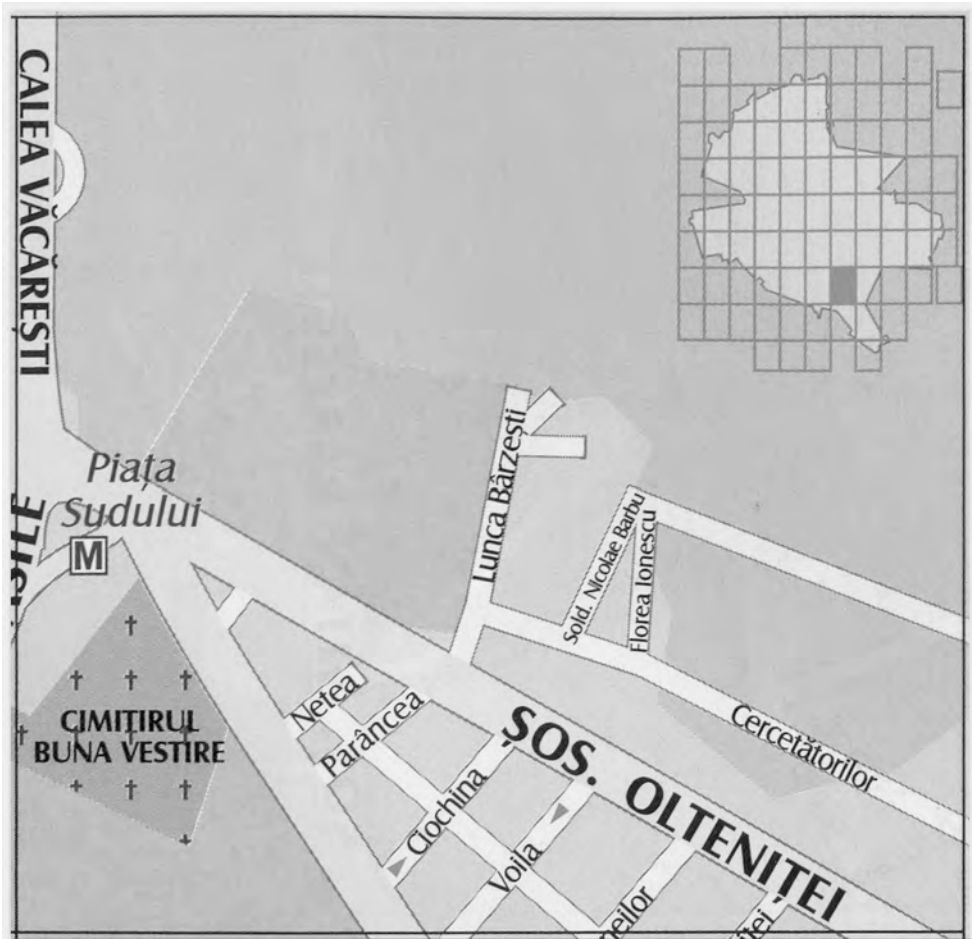 CALEA VĂCĂREȘTI
Piața
Sudului
M
CIMITIRUL
BUNA VESTIRE
Lunca Bârzești
Sold. Nicolae Barbu
Florea Ionescu
Cercetătorilor
ȘOS. OLTENIȚEI
Netea
Parâncea
Ciochina
Voila